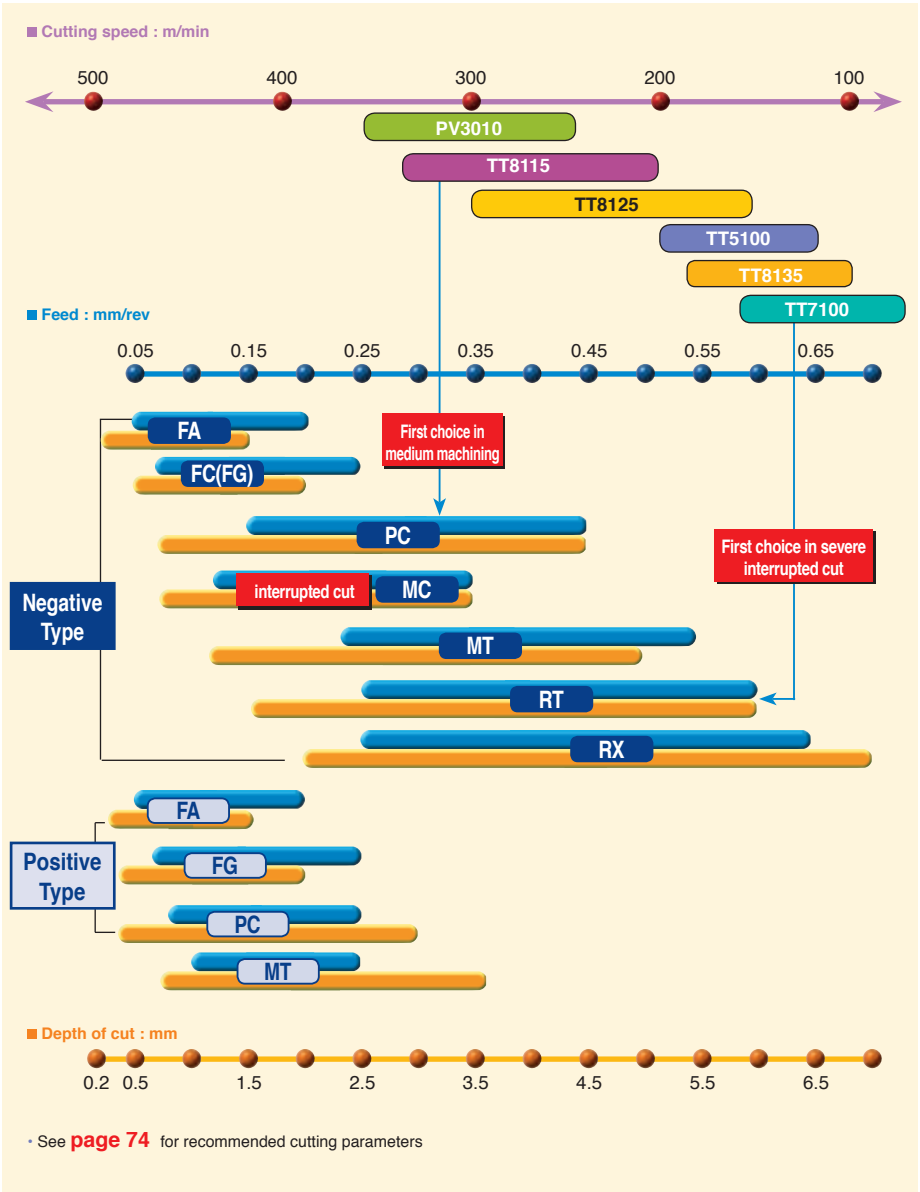 Cutting speed : m/min
500 400 300 200 100
PV3010
TT8115
TT8125
TT5100
TT8135
TT7100
Feed : mm/rev
0.05 0.15 0.25 0.35 0.45 0.55 0.65
FA
First choice in
medium machining
FC(FG)
PC
First choice in severe
interrupted cut
interrupted cut MC
Negative
Type
MT
RT
RX
FA
Positive
Type
FG
PC
MT
Depth of cut : mm
0.2 0.5 1.5 2.5 3.5 4.5 5.5 6.5
• See page 74 for recommended cutting parameters